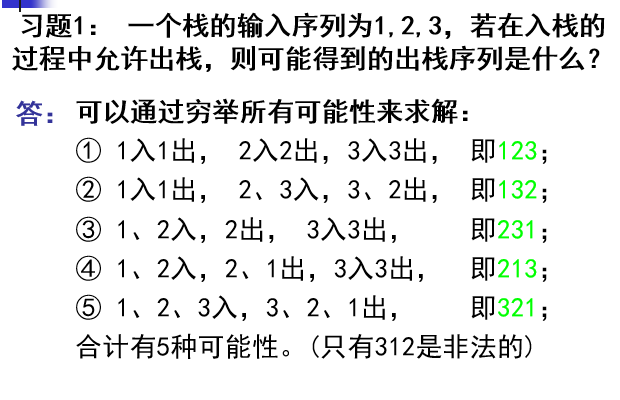 习题1： 一个栈的输入序列为1,2,3，若在入栈的
过程中允许出栈，则可能得到的出栈序列是什么？
答： 可以通过穷举所有可能性来求解：
① 1入1出， 2入2出，3入3出， 即123；
② 1入1出， 2、3入，3、2出， 即132；
③ 1、2入，2出， 3入3出， 即231；
④ 1、2入，2、1出，3入3出， 即213；
⑤ 1、2、3入，3、2、1出， 即321；
合计有5种可能性。(只有312是非法的)